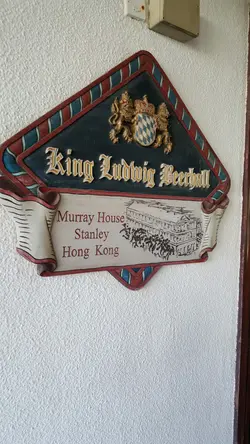 King Ludwig Beerhall
Murray House
Stanley
Hong Kong